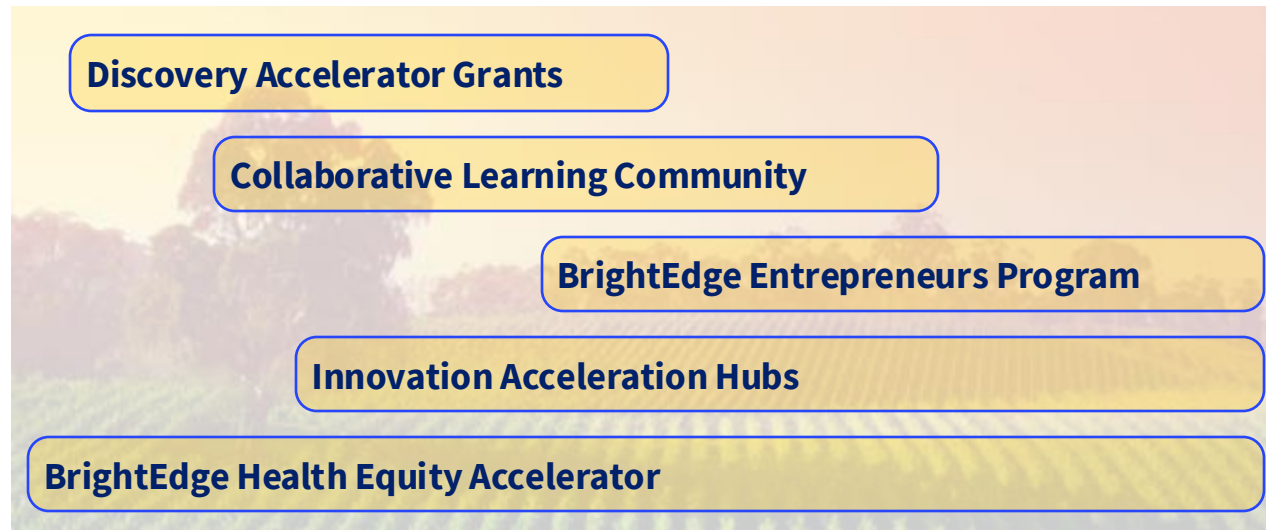 Discovery Accelerator Grants
Collaborative Learning Community
BrightEdge Entrepreneurs Program
Innovation Acceleration Hubs
BrightEdge Health Equity Accelerator